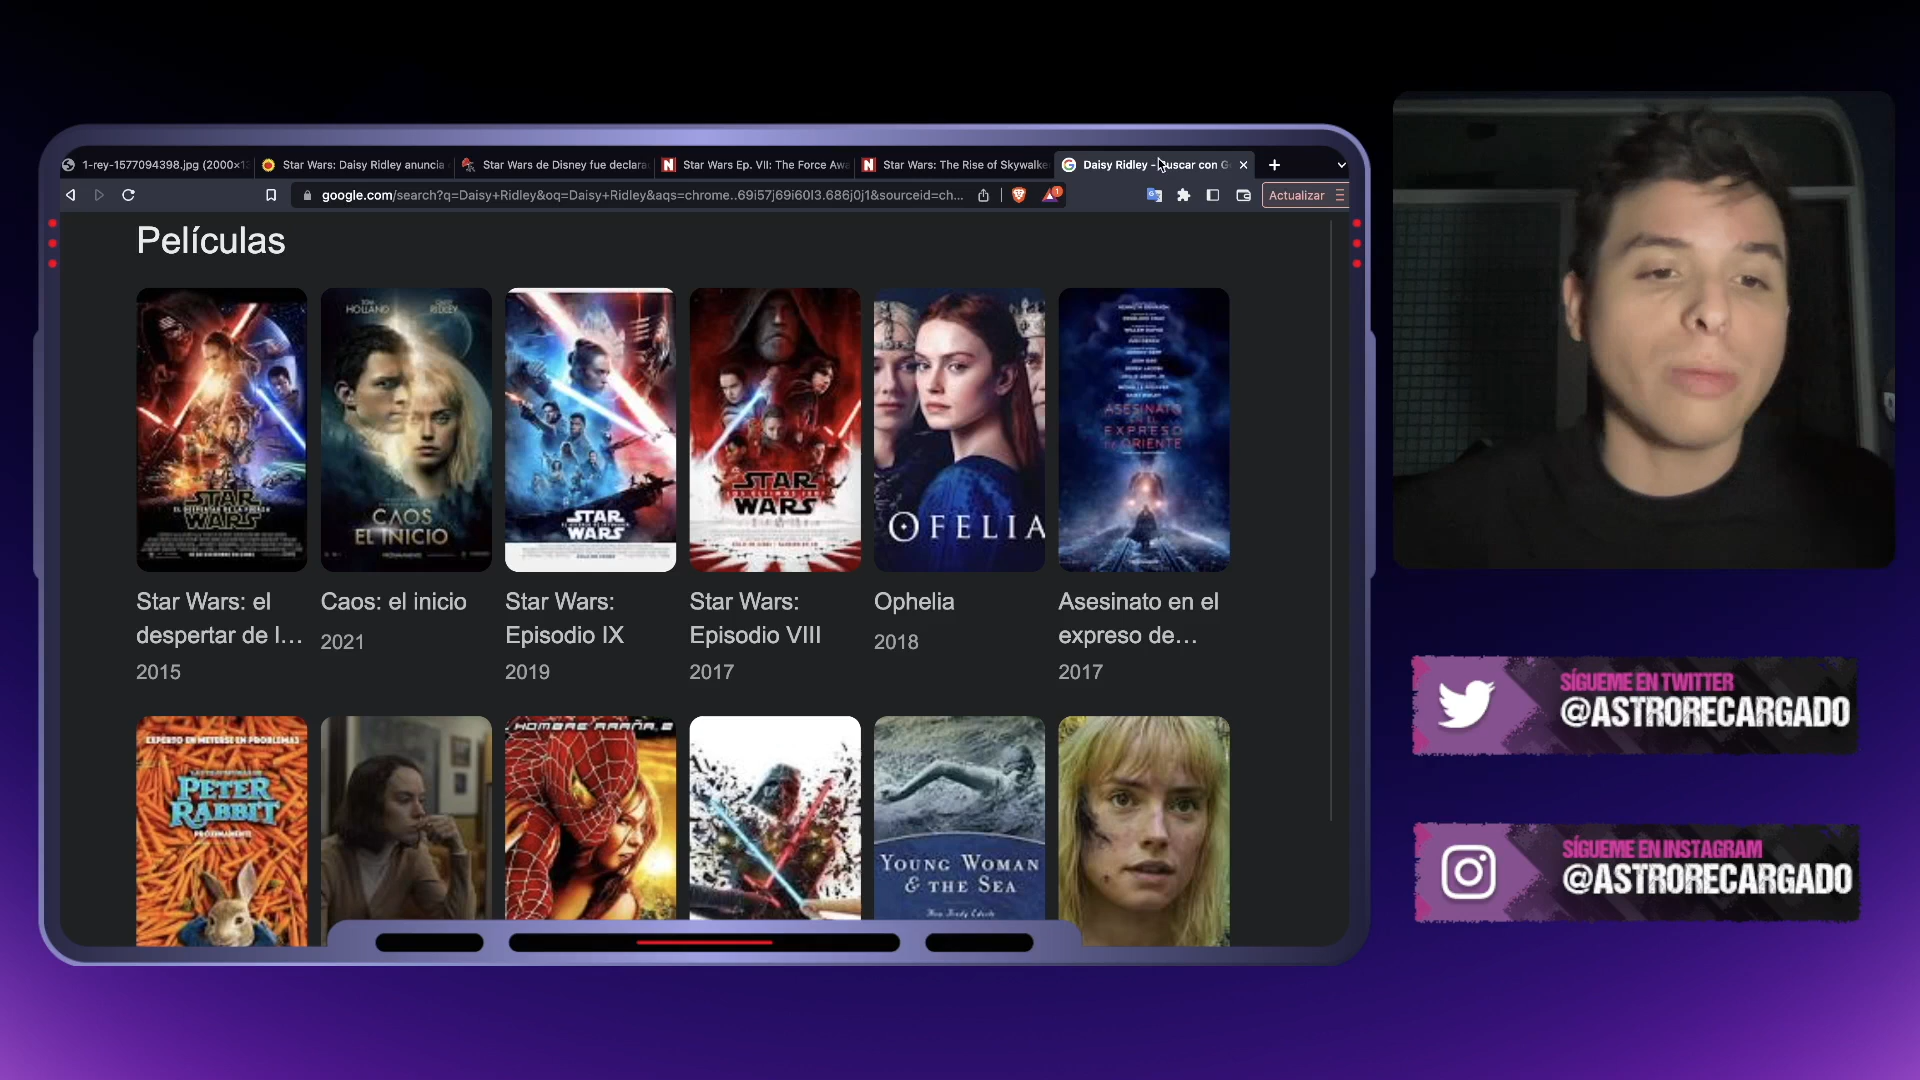 1-rey-1577094398.jpg (2000×1
Star Wars: Daisy Ridley anuncia
Star Wars de Disney fue declara
Star Wars Ep. VII: The Force Aw
Star Wars: The Rise of Skywalke
Daisy Ridley - Buscar con G
google.com/search?q=Daisy+Ridley&oq=Daisy+Ridley&aqs=chrome..69i57j69i60l3.686j0j1&sourceid=ch...
1
Actualizar
Películas
STAR
WARS
TOM
HOLLAND
DAISY
RIDLEY
CAOS
EL INICIO
STAR
WARS
STAR
WARS
OFELIA
ASESINATO
EN EL
EXPRESO
DE ORIENTE
Star Wars: el
despertar de l...
2015
Caos: el inicio
2021
Star Wars:
Episodio IX
2019
Star Wars:
Episodio VIII
2017
Ophelia
2018
Asesinato en el
expreso de...
2017
EXPERTO EN METERSE EN PROBLEMAS
PETER
RABBIT
PRÓXIMAMENTE
HOMBRE ARAÑA 2
YOUNG WOMAN
& THE SEA
SÍGUEME EN TWITTER
@ASTRORECARGADO
SÍGUEME EN INSTAGRAM
@ASTRORECARGADO